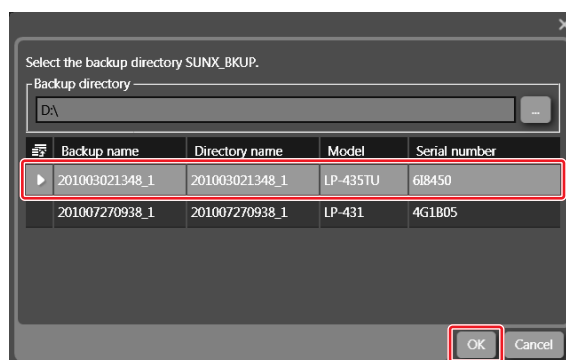 Select the backup directory SUNX_BKUP.
Backup directory
D:\
...
Backup name Directory name Model Serial number
201003021348_1 201003021348_1 LP-435TU 6I8450
201007270938_1 201007270938_1 LP-431 4G1B05
OK Cancel